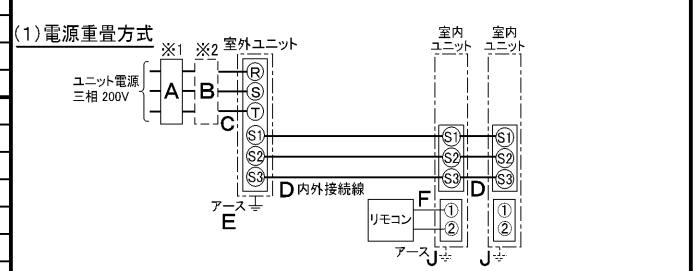 (1)電源重畳方式
※1
※2
室外ユニット
室内
ユニット
室内
ユニット
ユニット電源
三相 200V
A
B
C
R
S
T
S1
S2
S3
S1
S2
S3
S1
S2
S3
D 内外接続線
D
アース
E
F
リモコン
1
2
1
2
アース
J
J